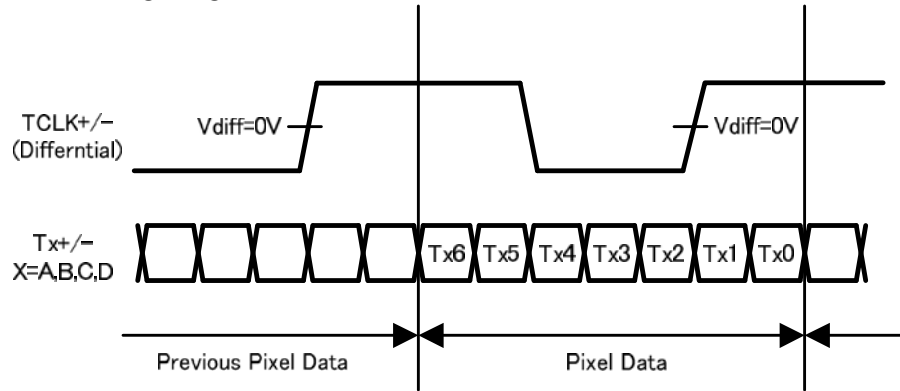 TCLK+/-
(Differntial)
Vdiff=0V
Vdiff=0V
Tx+/-
X=A,B,C,D
Tx6 Tx5 Tx4 Tx3 Tx2 Tx1 Tx0
Previous Pixel Data
Pixel Data